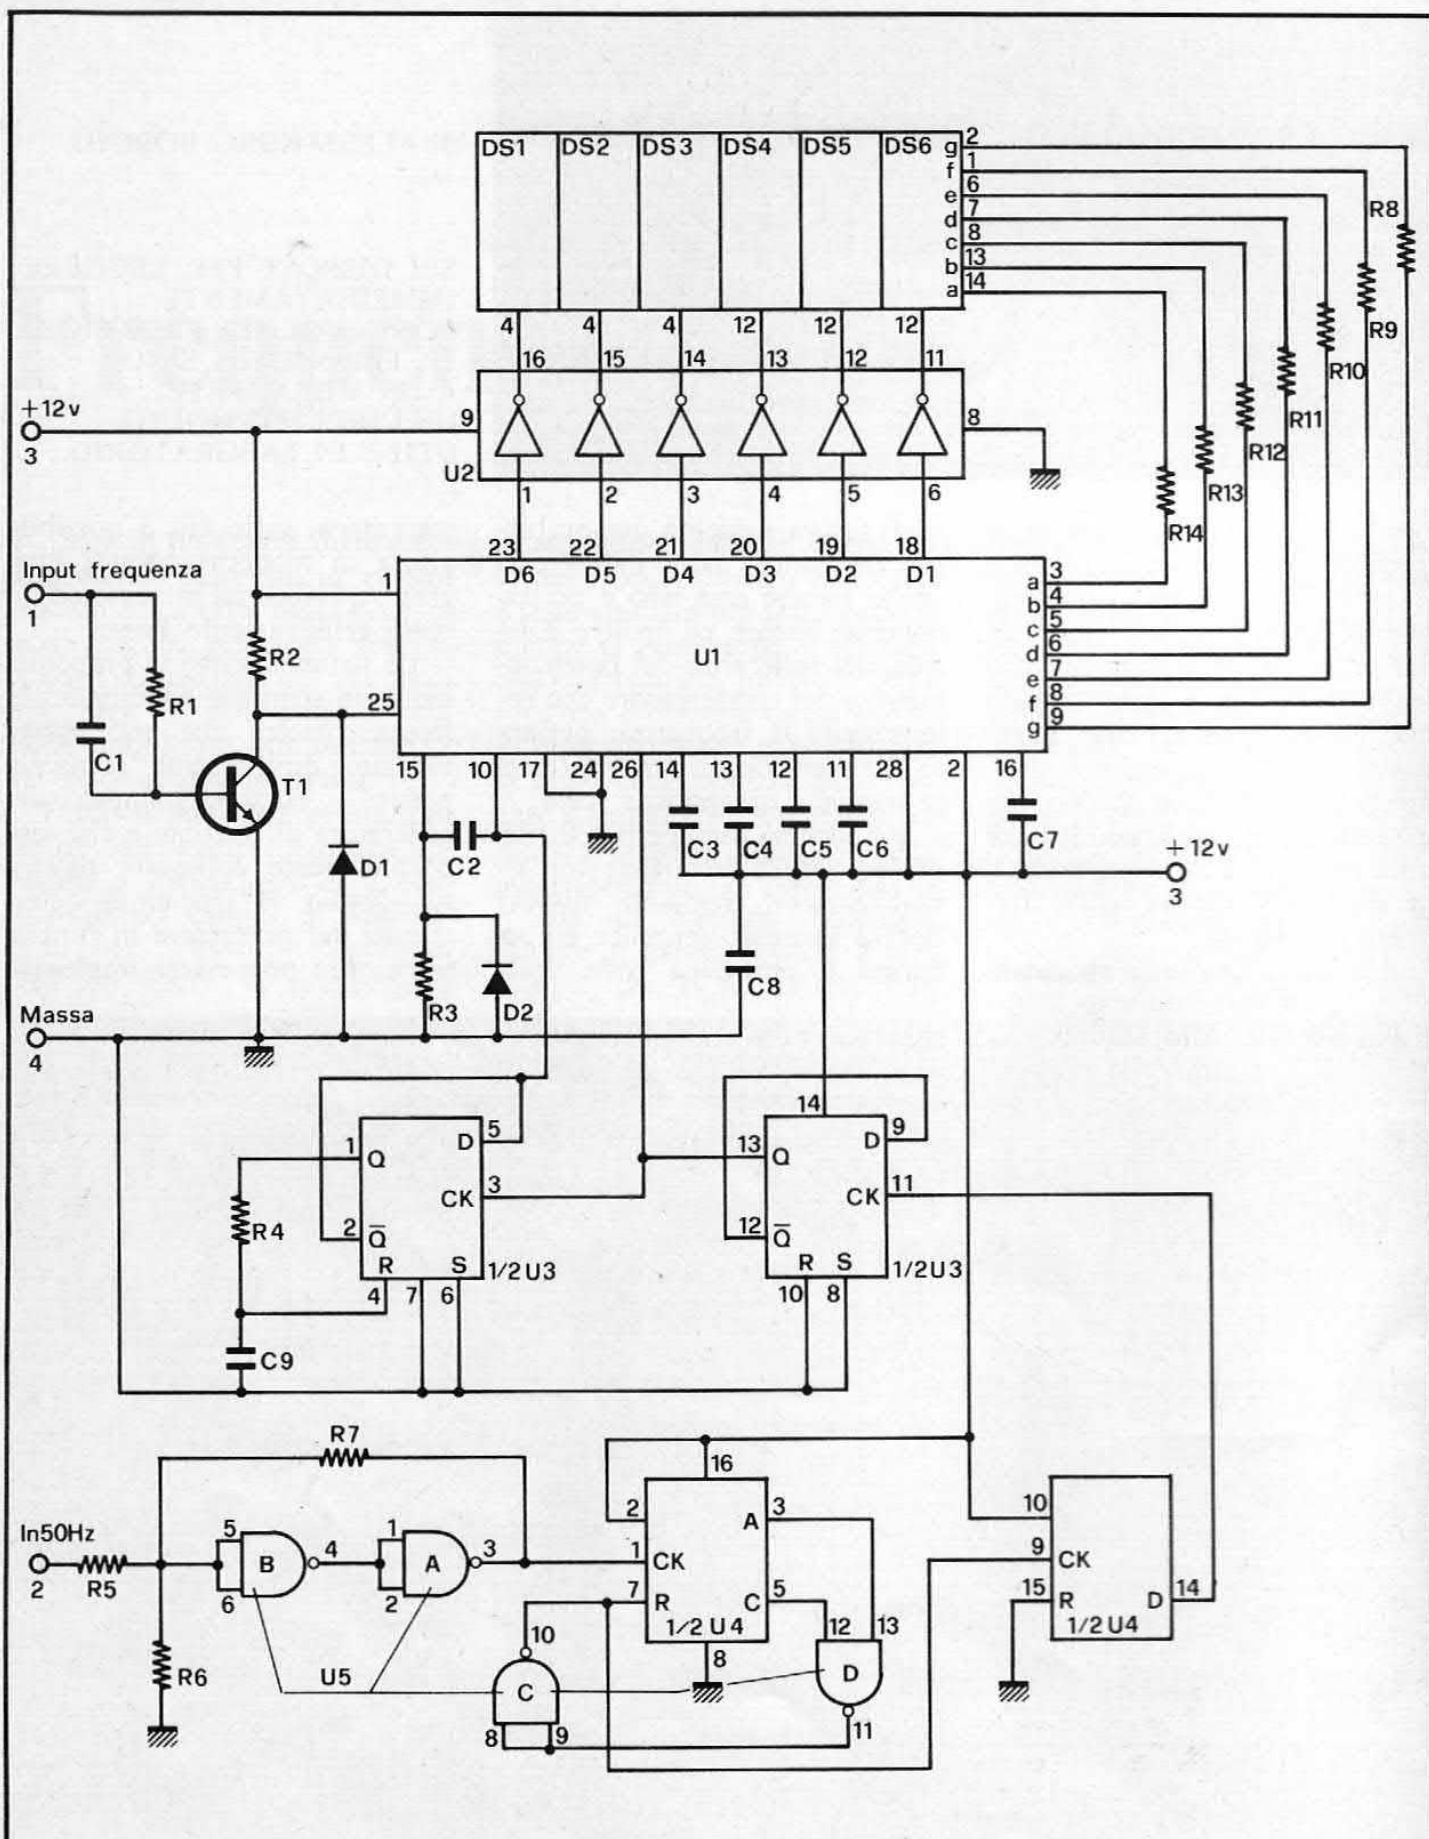 DS1 DS2 DS3 DS4 DS5 DS6 g 2
f 1
e 6
d 7
c 8
b 13
a 14
R8
4 4 4 12 12 12
R9
16 15 14 13 12 11
R10
+12v
3
9
8
R11
U2
R12
1 2 3 4 5 6
R13
R14
23 22 21 20 19 18
D6 D5 D4 D3 D2 D1
Input frequenza
1
1
a 3
b 4
c 5
d 6
e 7
f 8
g 9
U1
R2
R1
25
C1
T1
15 10 17 24 26 14 13 12 11 28 2 16
C2
C3 C4 C5 C6
C7
D1
+12v
3
C8
R3
D2
Massa
4
14
1 Q
D 5
CK 3
2 Q̅
R S
4 7 6
1/2 U3
R4
C9
13 Q
D 9
CK 11
12 Q̅
R S
10 8
1/2 U3
R7
In50Hz
2
R5
R6
5
6
B
4
1
2
A
3
U5
16
2
1 CK
7 R
A 3
C 5
1/2 U4
8
10
C
8 9
12 13
D
11
10
9 CK
15 R
D 14
1/2 U4